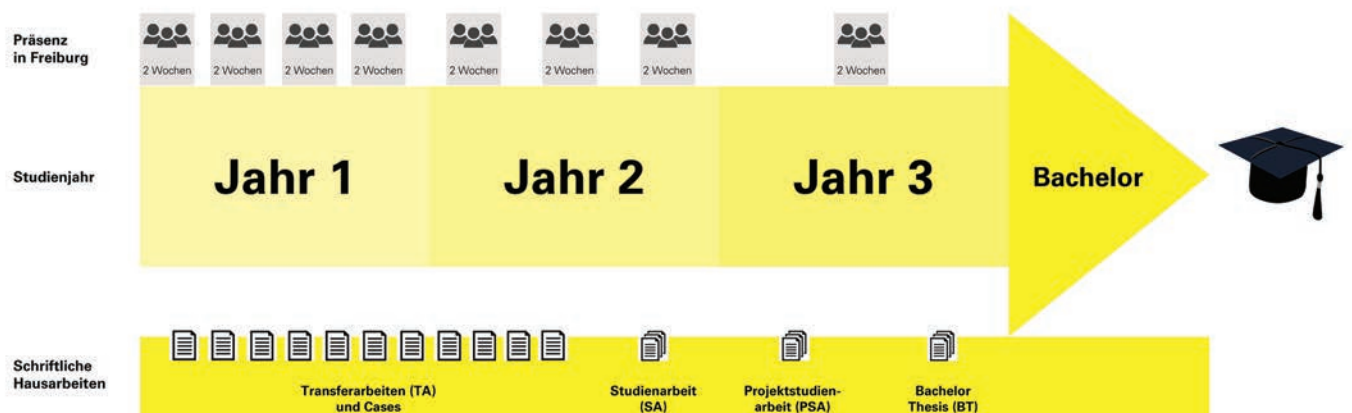 Präsenz
in Freiburg
2 Wochen
2 Wochen
2 Wochen
2 Wochen
2 Wochen
2 Wochen
2 Wochen
2 Wochen
Studienjahr
Jahr 1
Jahr 2
Jahr 3
Bachelor
Schriftliche
Hausarbeiten
Transferarbeiten (TA)
und Cases
Studienarbeit
(SA)
Projektstudien-
arbeit (PSA)
Bachelor
Thesis (BT)